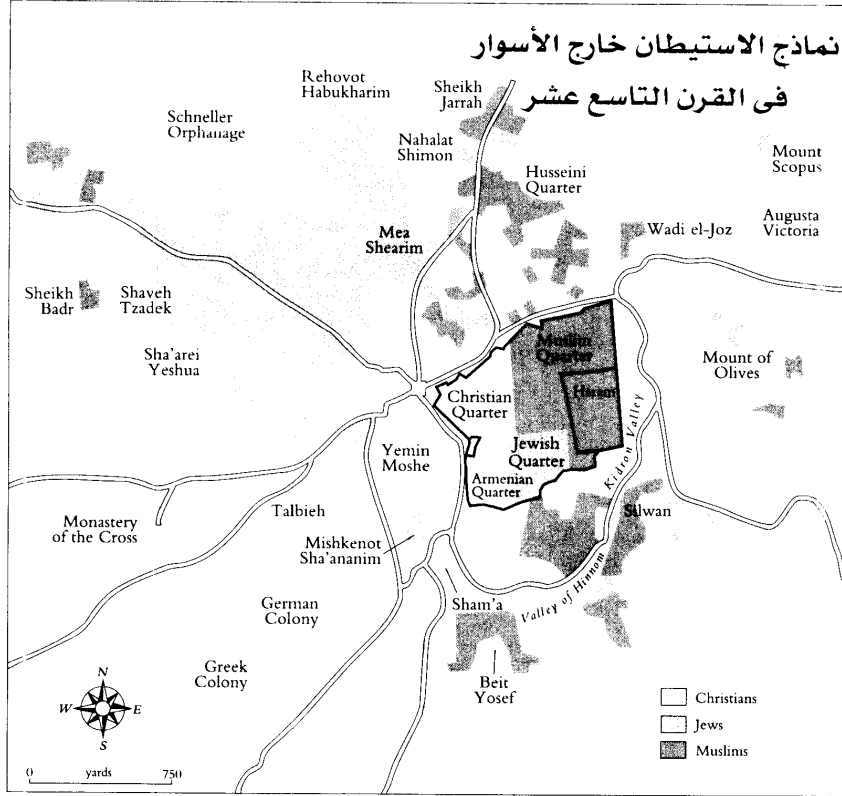 نماذج الاستيطان خارج الأسوار
فى القرن التاسع عشر
Rehovot
Habukharim
Sheikh
Jarrah
Schneller
Orphanage
Nahalat
Shimon
Mount
Scopus
Husseini
Quarter
Augusta
Victoria
Wadi el-Joz
Mea
Shearim
Sheikh
Badr
Shaveh
Tzadek
Sha'arei
Yeshua
Muslim
Quarter
Mount of
Olives
Haram
Christian
Quarter
Kidron Valley
Jewish
Quarter
Yemin
Moshe
Armenian
Quarter
Silwan
Talbieh
Monastery
of the Cross
Mishkenot
Sha'ananim
Sham'a
Valley of Hinnom
German
Colony
Greek
Colony
Beit
Yosef
N
W E
S
Christians
Jews
Muslims
0 yards 750